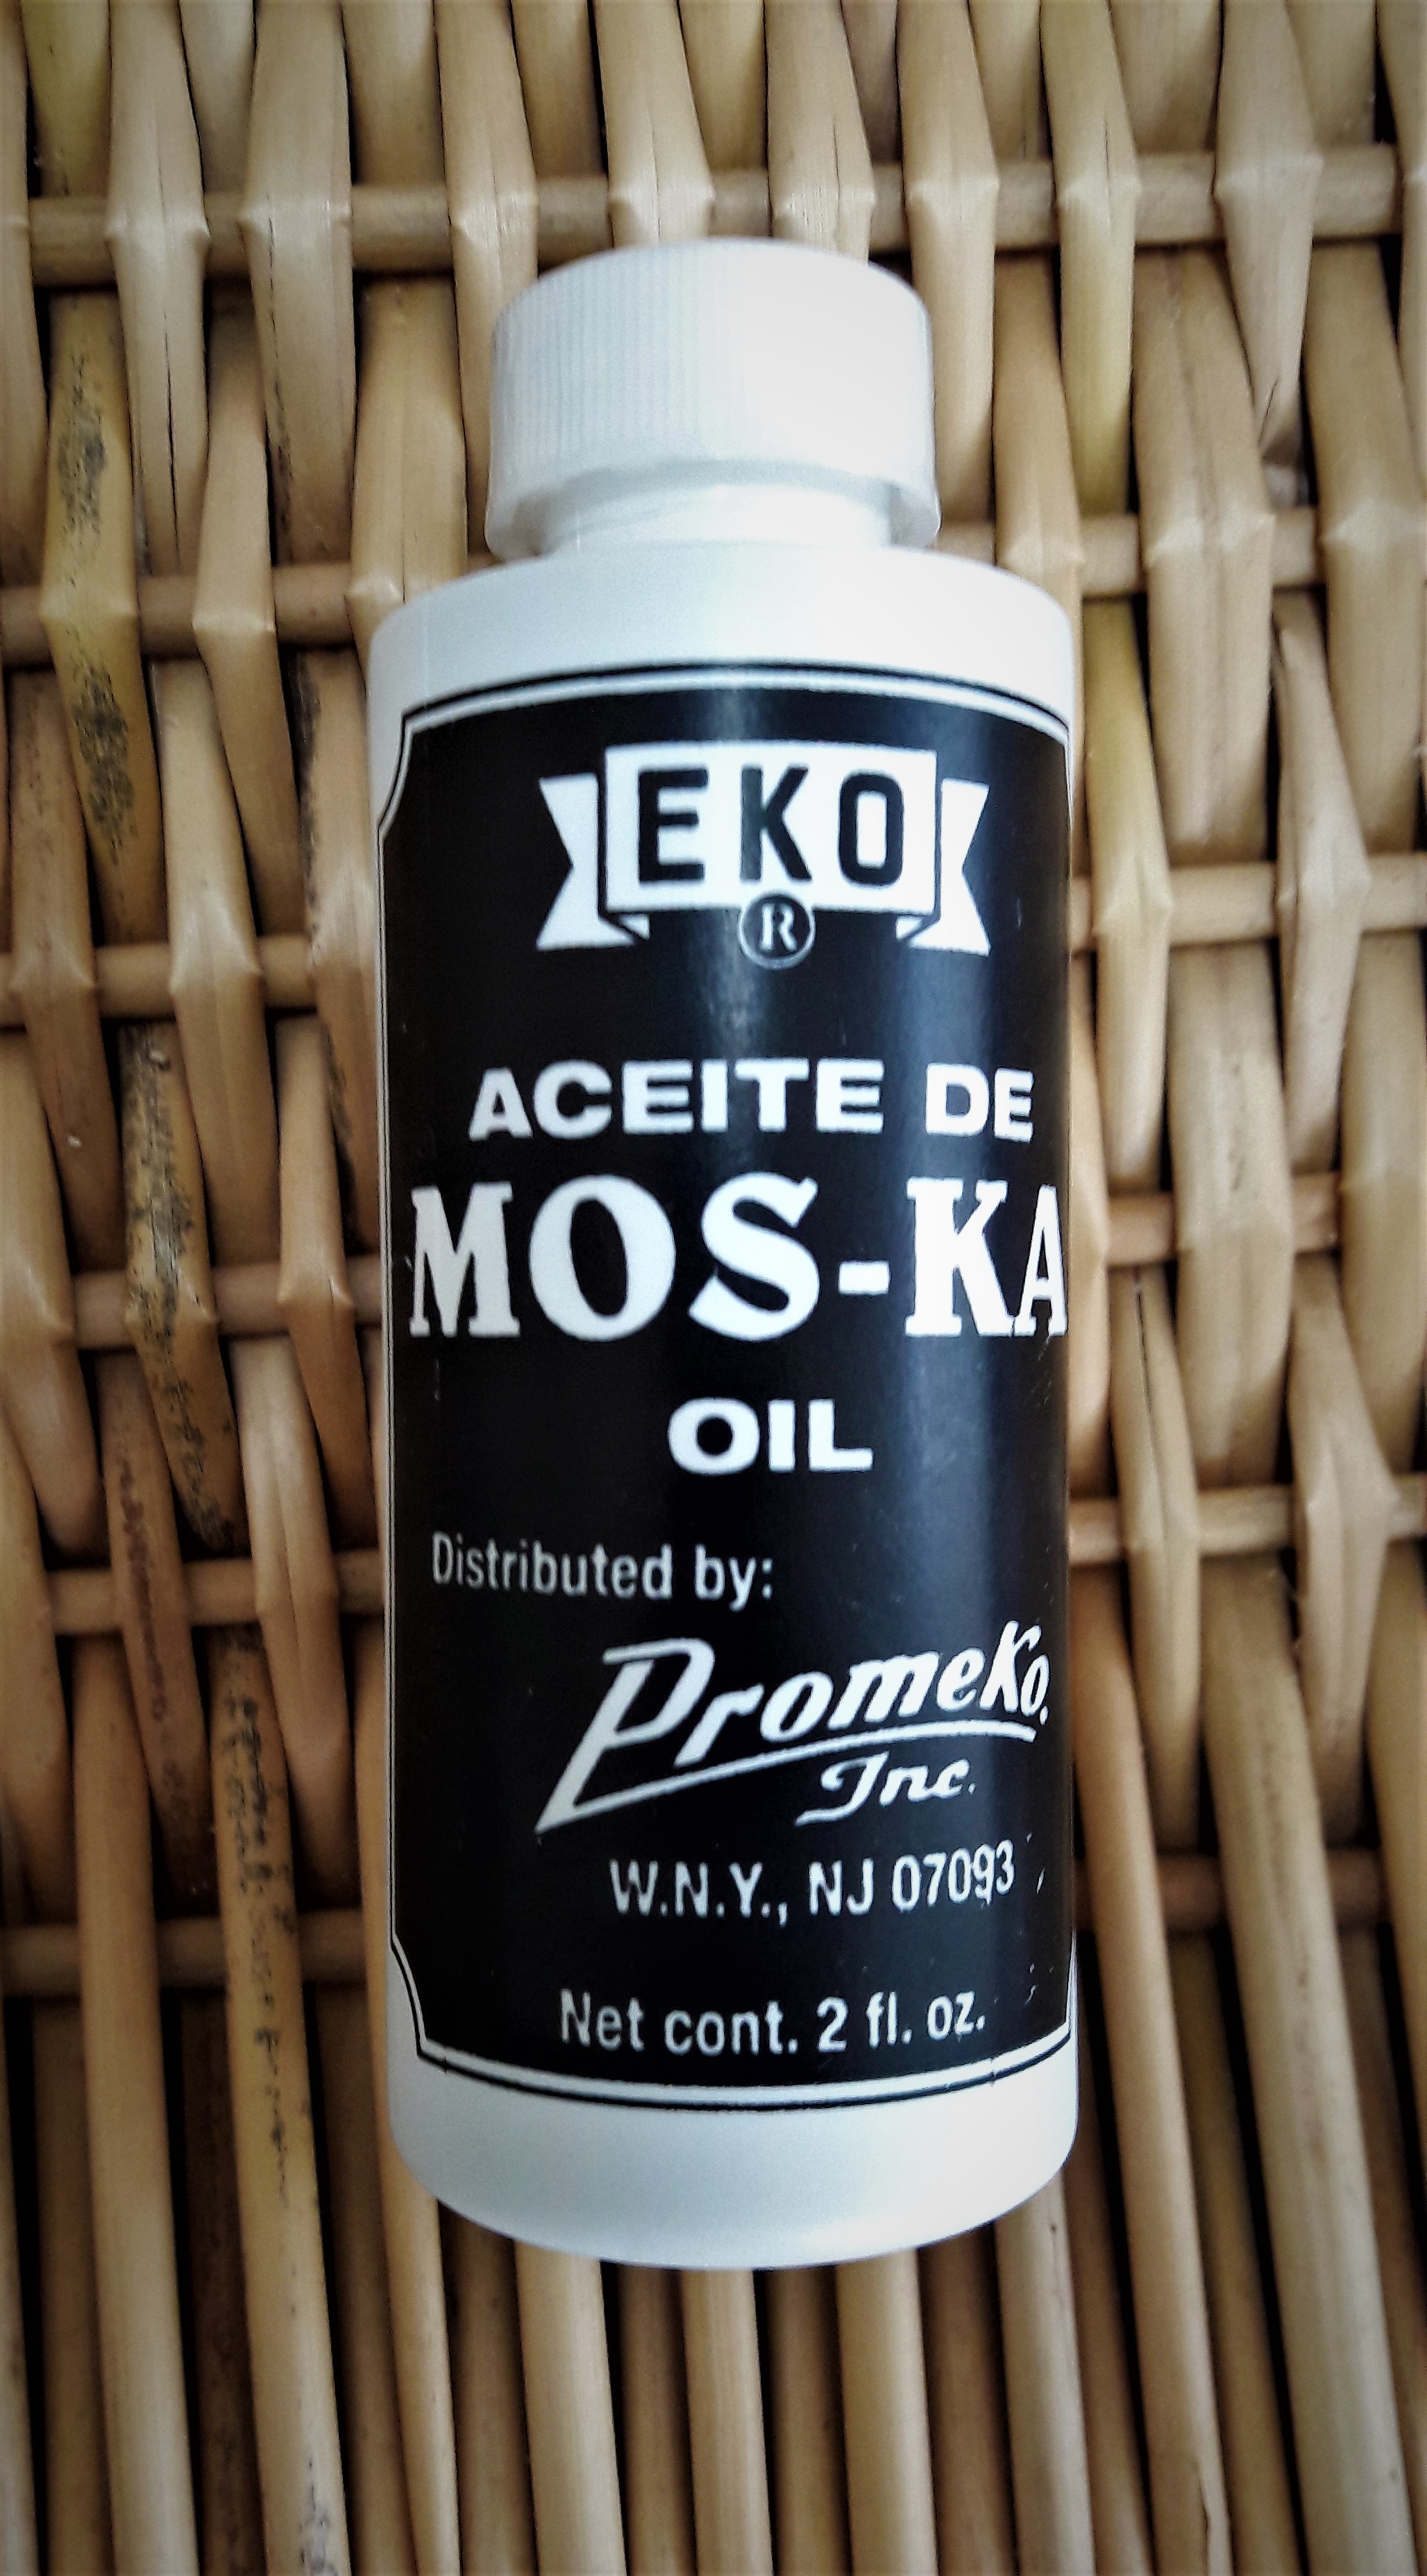 EKO
®
ACEITE DE
MOS-KA
OIL
Distributed by:
PromeKo.
Inc.
W.N.Y., NJ 07093
Net cont. 2 fl. oz.